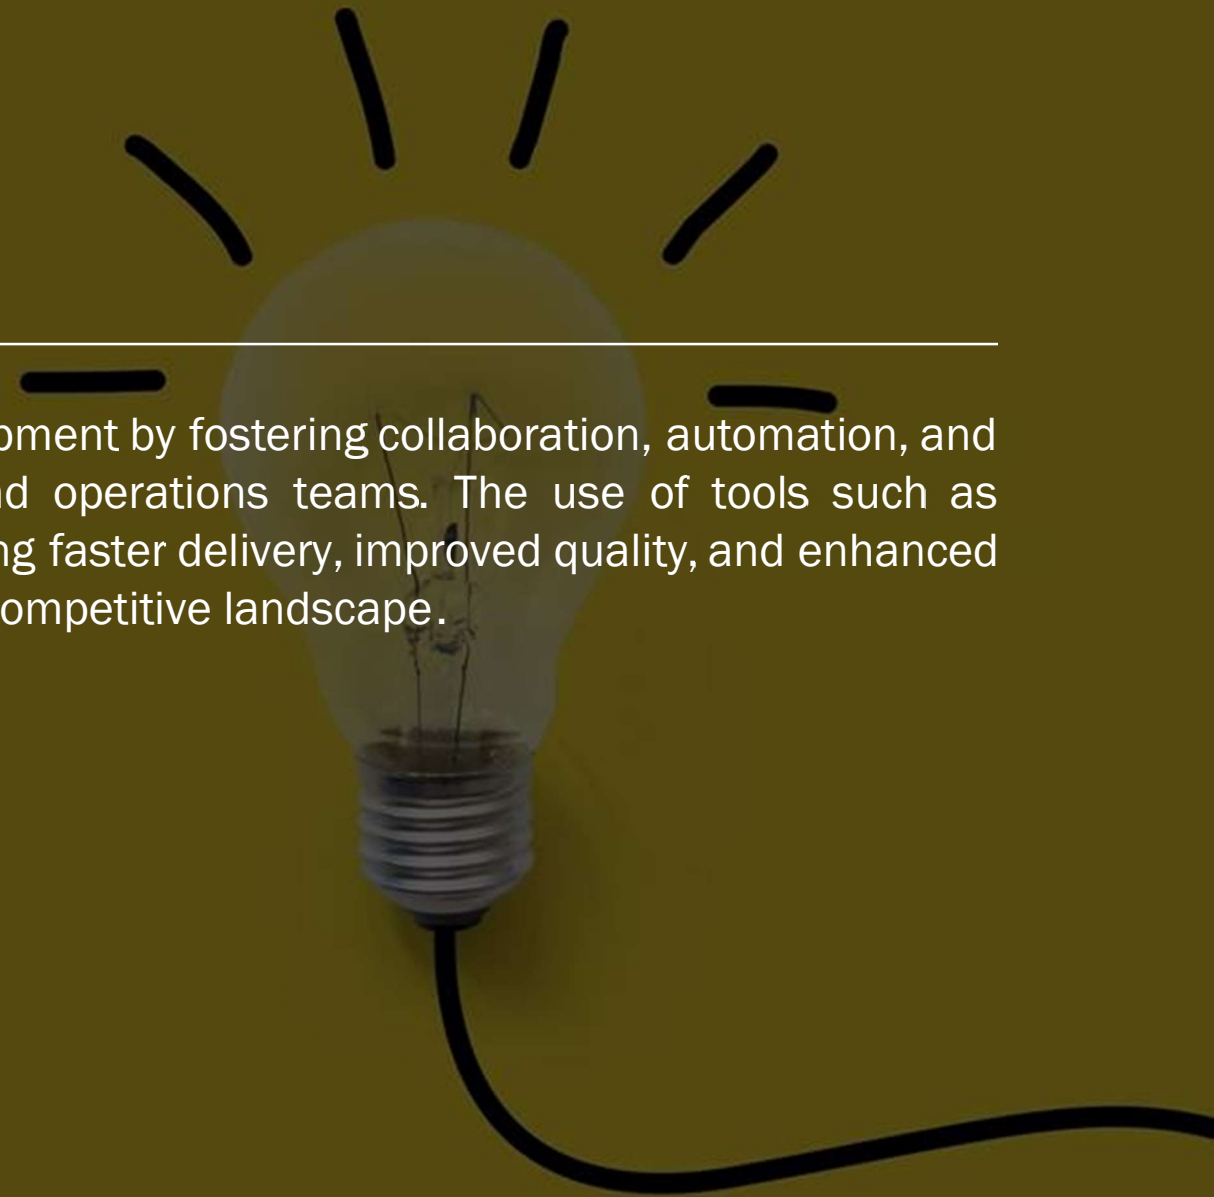 pment by fostering collaboration, automation, and
d operations teams. The use of tools such as
ng faster delivery, improved quality, and enhanced
ompetitive landscape.